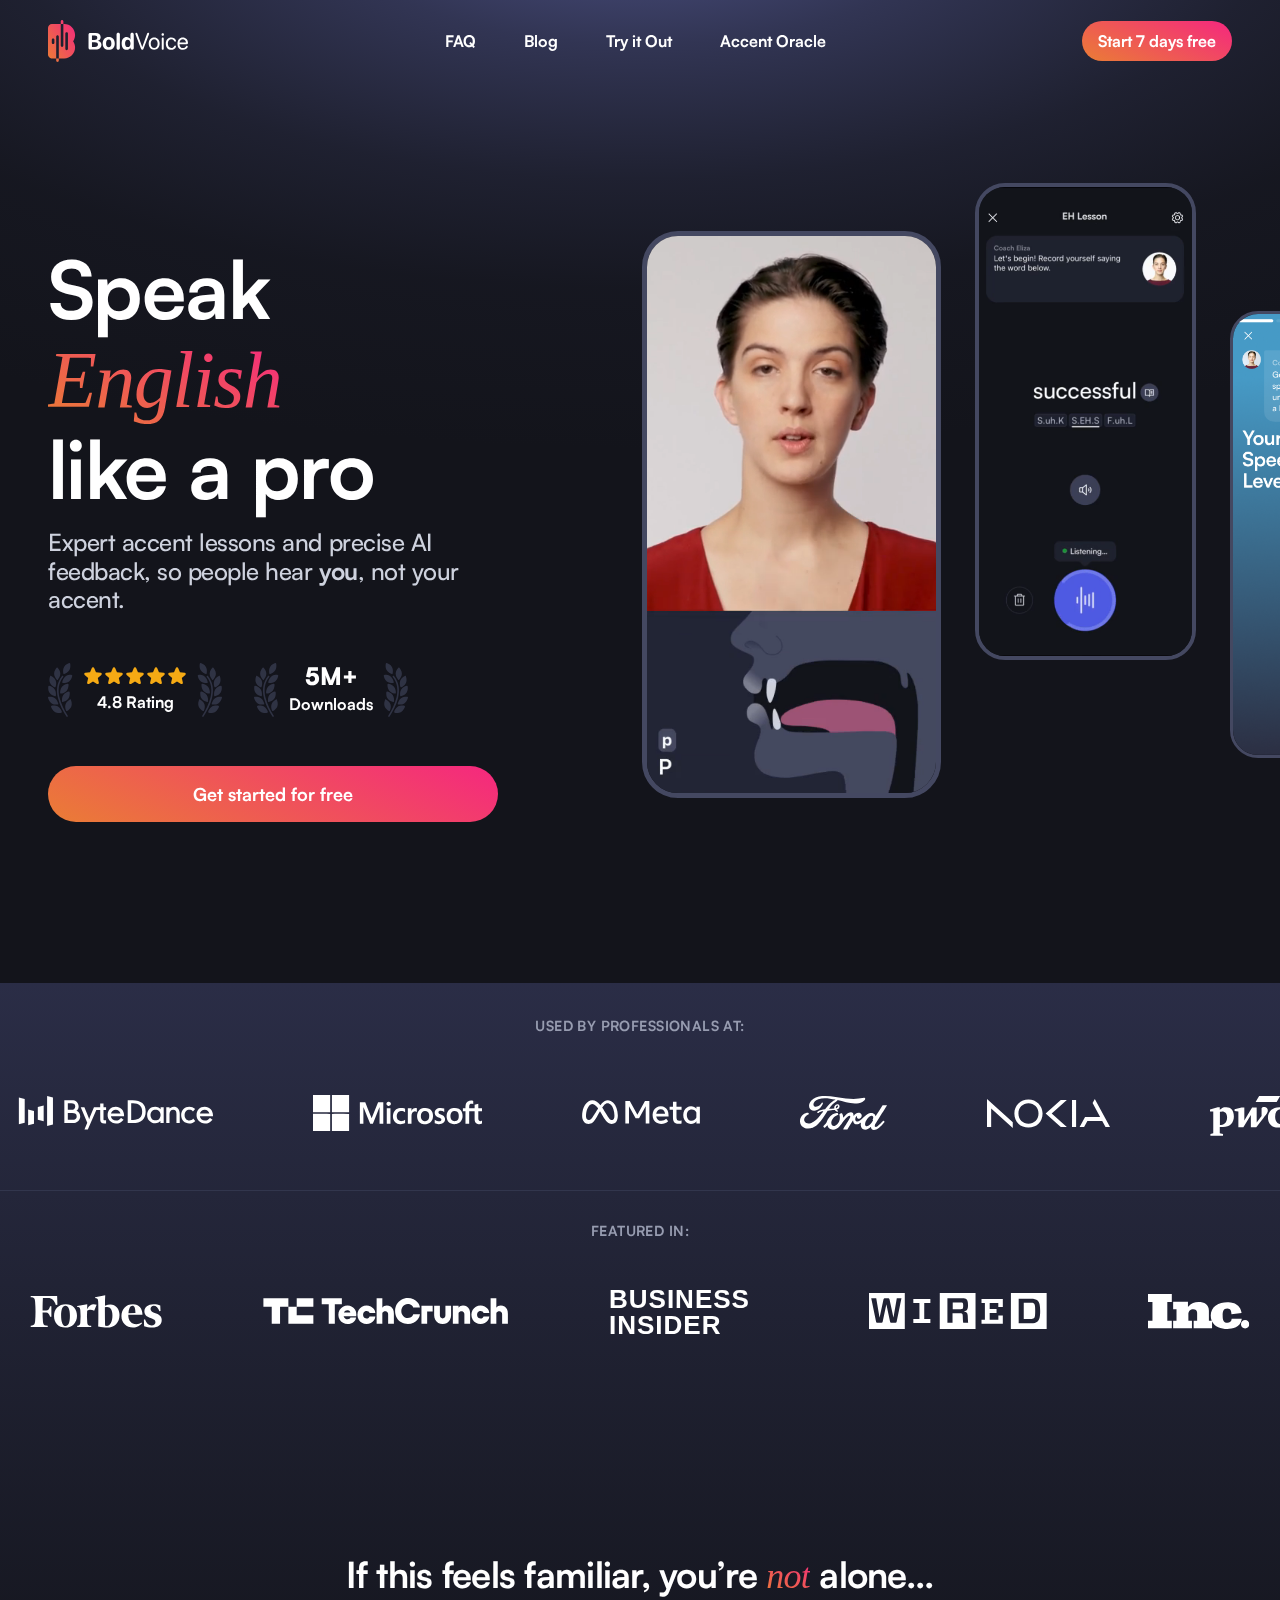 BoldVoice
FAQ
Blog
Try it Out
Accent Oracle
Start 7 days free
Speak
English
like a pro
Expert accent lessons and precise AI
feedback, so people hear you, not your
accent.
4.8 Rating
5M+
Downloads
Get started for free
p
P
EH Lesson
Coach Eliza
Let's begin! Record yourself saying
the word below.
successful
S.uh.K S.EH.S F.uh.L
Listening...
Your
Spee
Leve
USED BY PROFESSIONALS AT:
ByteDance
Microsoft
Meta
Ford
NOKIA
pwc
FEATURED IN:
Forbes
TC TechCrunch
BUSINESS
INSIDER
WIRED
Inc.
If this feels familiar, you’re not alone...